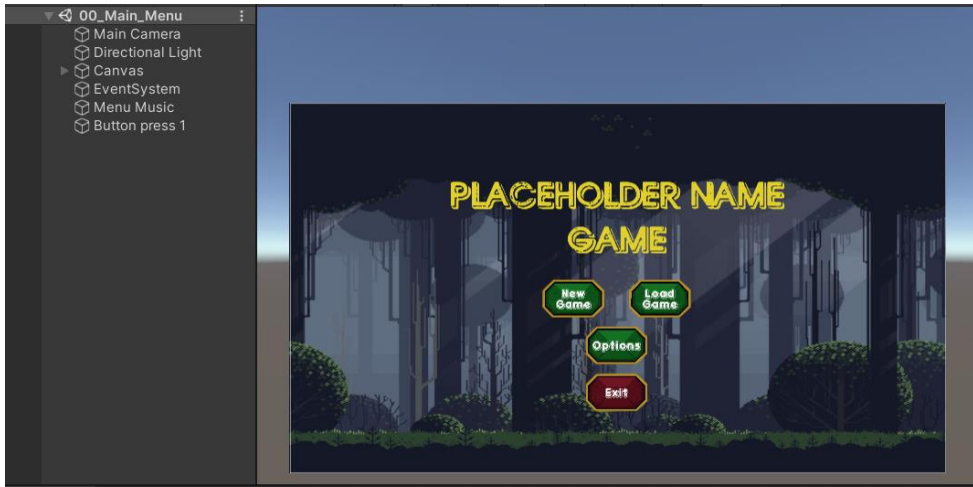 00_Main_Menu
Main Camera
Directional Light
Canvas
EventSystem
Menu Music
Button press 1
PLACEHOLDER NAME
GAME
New
Game
Load
Game
Options
Exit